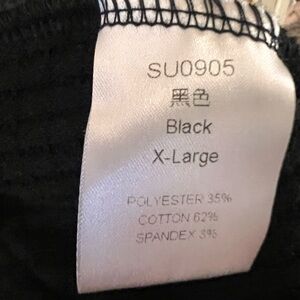 SU0905
黑色
Black
X-Large
POLYESTER 35%
COTTON 62%
SPANDEX 3%